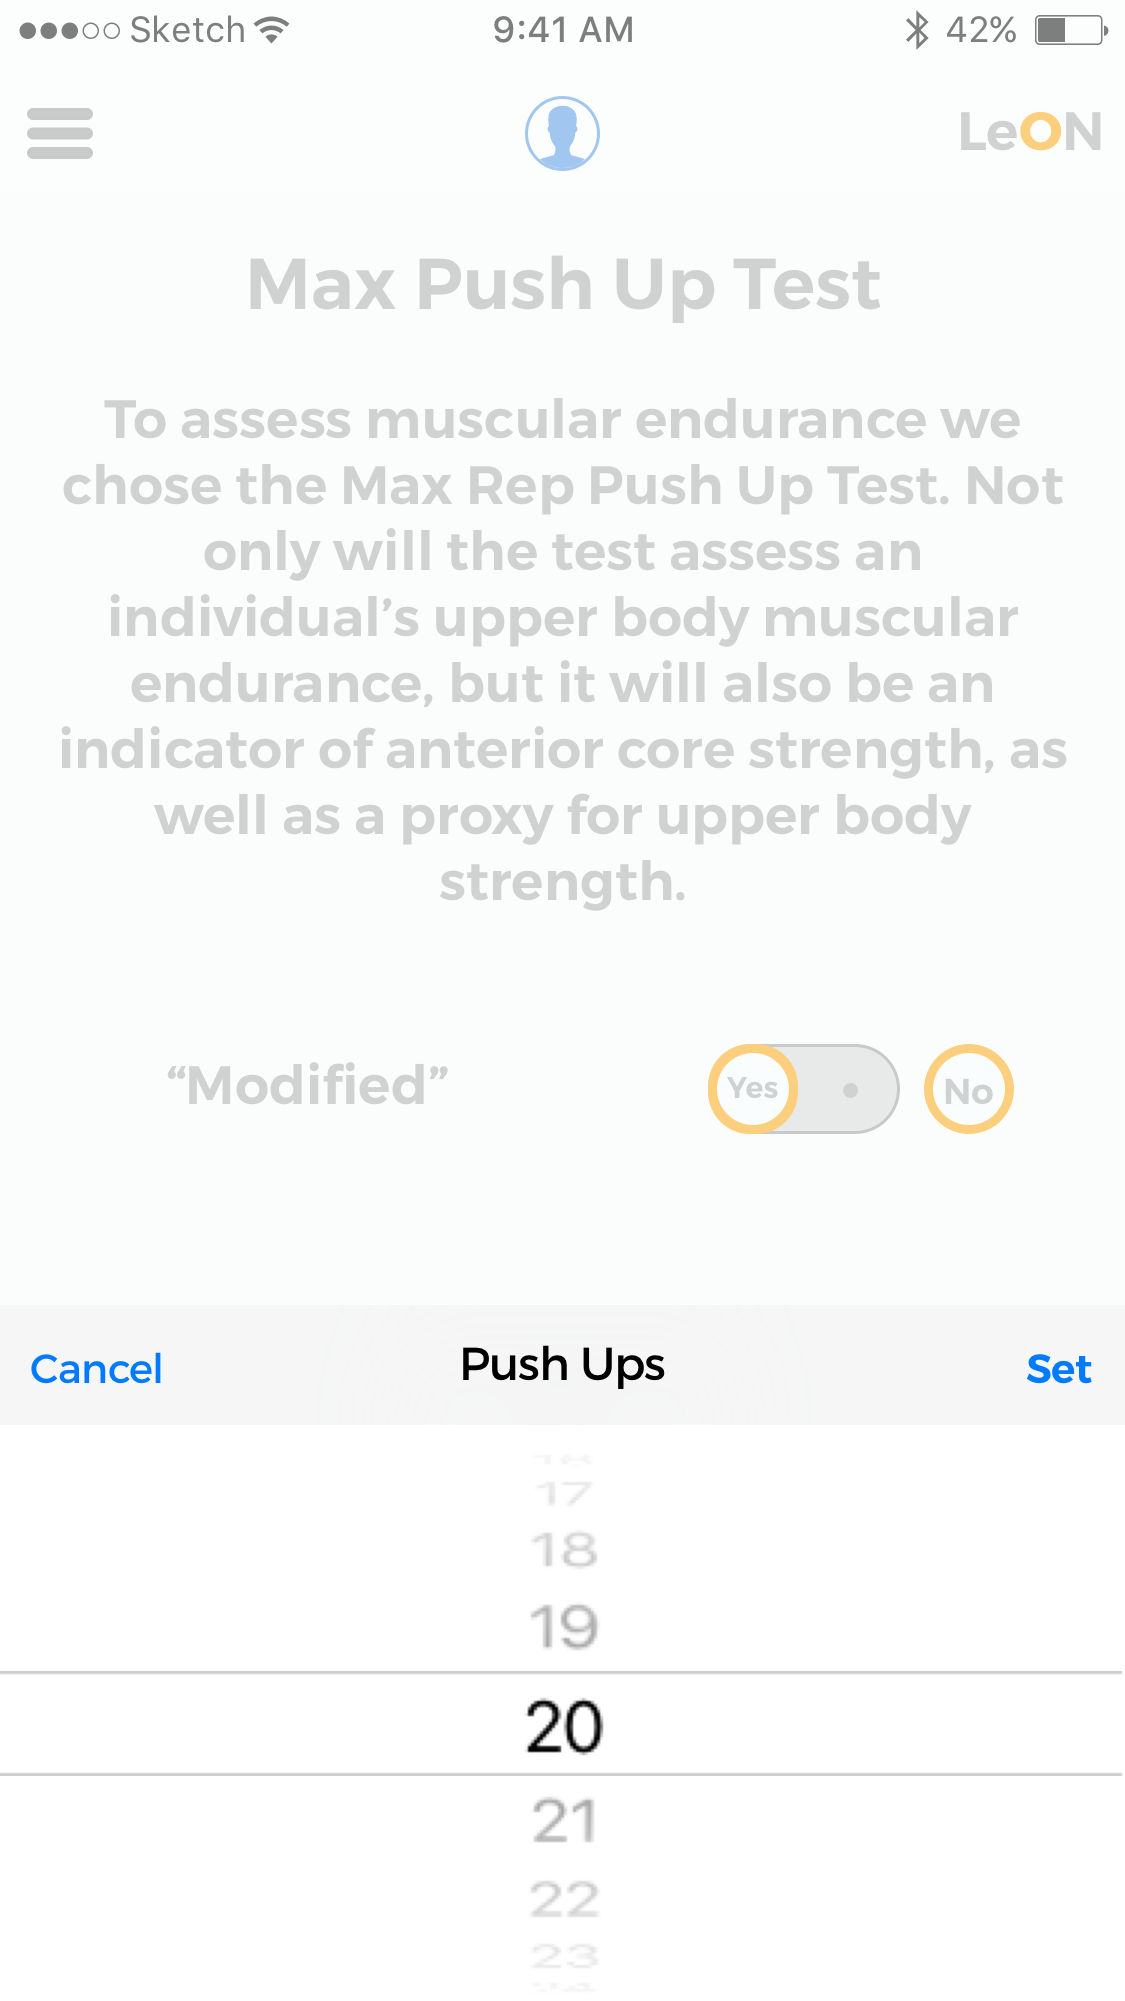 Sketch 9:41 AM 42%
LeON
Max Push Up Test
To assess muscular endurance we
chose the Max Rep Push Up Test. Not
only will the test assess an
individual’s upper body muscular
endurance, but it will also be an
indicator of anterior core strength, as
well as a proxy for upper body
strength.
“Modified” Yes No
Cancel Push Ups Set
17
18
19
20
21
22
23